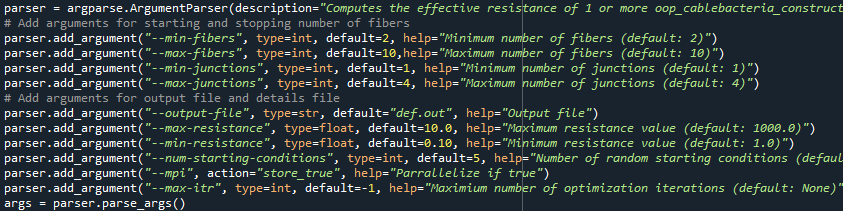 parser = argparse.ArgumentParser(description="Computes the effective resistance of 1 or more oop_cablebacteria_construct
# Add arguments for starting and stopping number of fibers
parser.add_argument("--min-fibers", type=int, default=2, help="Minimum number of fibers (default: 2)")
parser.add_argument("--max-fibers", type=int, default=10,help="Maximum number of fibers (default: 10)")
parser.add_argument("--min-junctions", type=int, default=1, help="Minimum number of junctions (default: 1)")
parser.add_argument("--max-junctions", type=int, default=4, help="Maximum number of junctions (default: 4)")
# Add arguments for output file and details file
parser.add_argument("--output-file", type=str, default="def.out", help="Output file")
parser.add_argument("--max-resistance", type=float, default=10.0, help="Maximum resistance value (default: 1000.0)")
parser.add_argument("--min-resistance", type=float, default=0.10, help="Minimum resistance value (default: 1.0)")
parser.add_argument("--num-starting-conditions", type=int, default=5, help="Number of random starting conditions (defaul
parser.add_argument("--mpi", action="store_true", help="Parrallelize if true")
parser.add_argument("--max-itr", type=int, default=-1, help="Maximium number of optimization iterations (default: None)"
args = parser.parse_args()